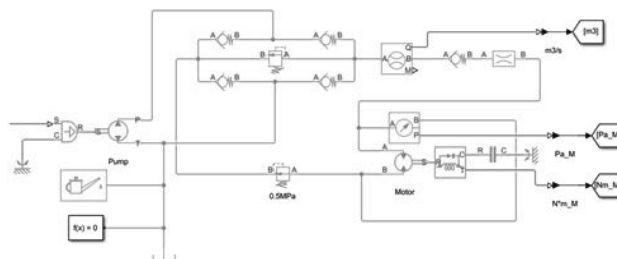 [m3]
A B A B
Q
B A
A B
A B
A B
M
m3/s
A B A B
S
R
C
S
P
T
Pump
B
A
P
[Pa_M]
Pa_M
A
S
R C
B
B A
Motor
0.5MPa
[Nm_M]
N*m_M
f(x) = 0